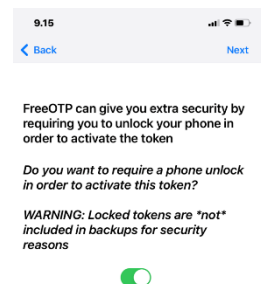 9.15
Back
Next
FreeOTP can give you extra security by
requiring you to unlock your phone in
order to activate the token
Do you want to require a phone unlock
in order to activate this token?
WARNING: Locked tokens are *not*
included in backups for security
reasons